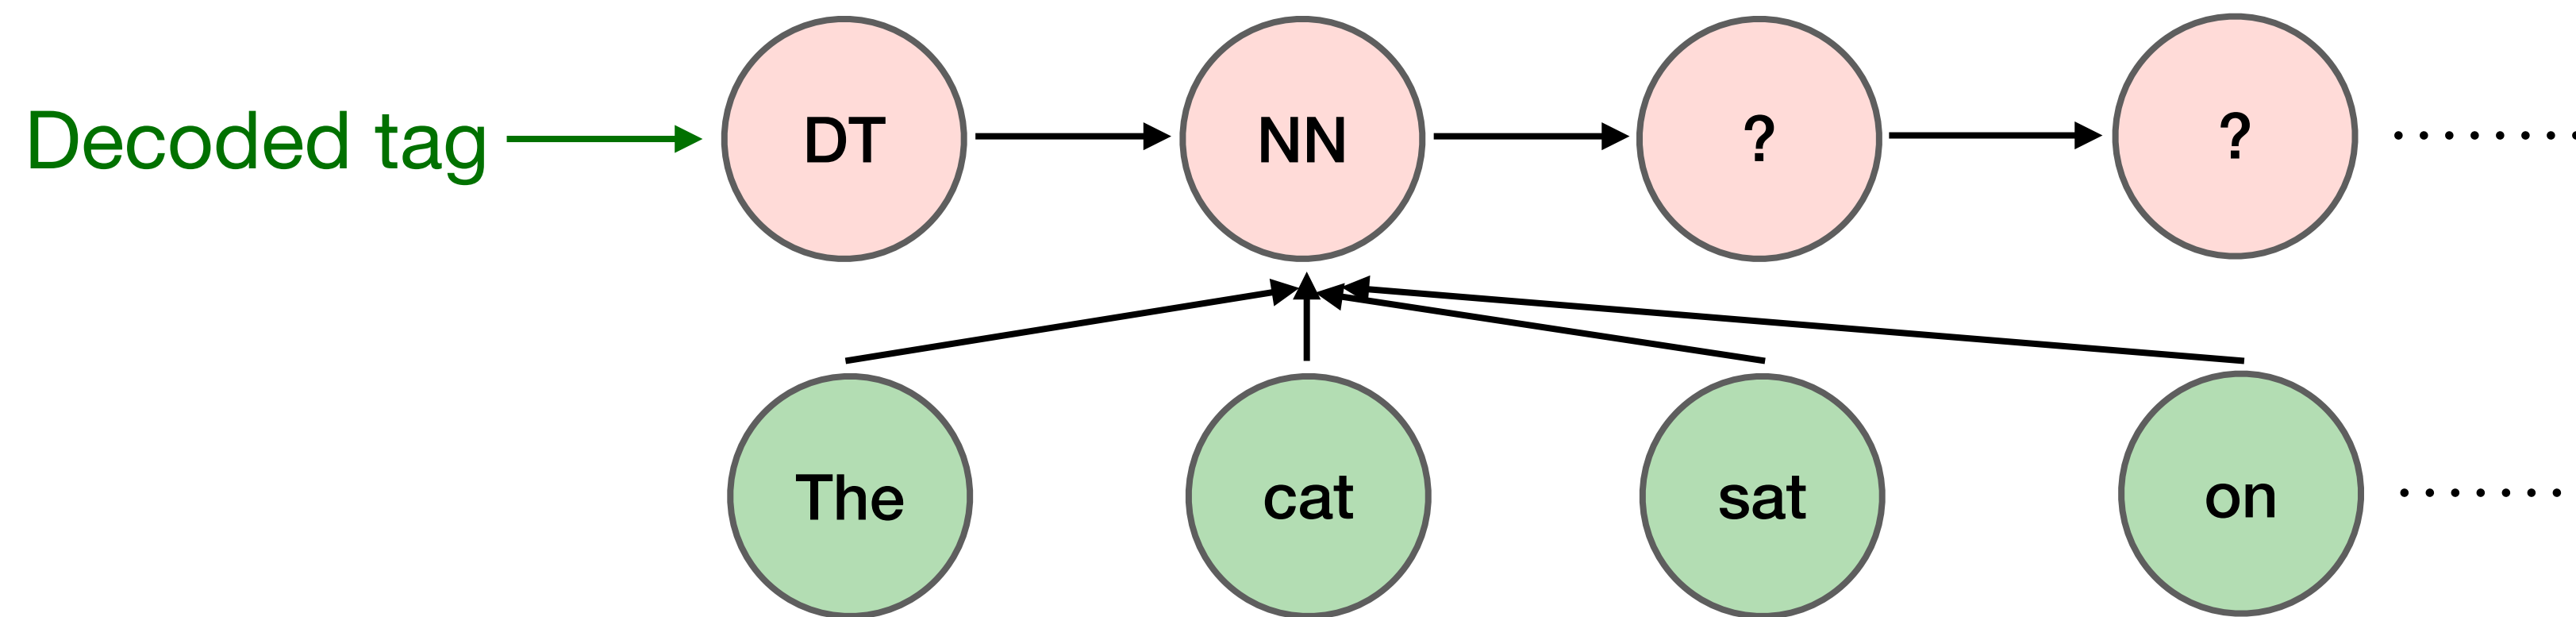 Decoded tag DT NN ? ?
The cat sat on